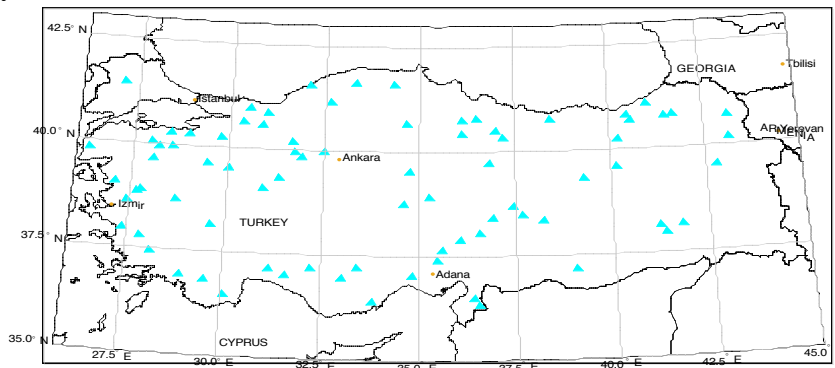 42.5° N
GEORGIA
Tbilisi
Istanbul
40.0° N
Yerevan
Ankara
Izmir
TURKEY
37.5° N
Adana
35.0° N
CYPRUS
27.5° E
30.0° E
32.5° E
35.0° E
37.5° E
40.0° E
42.5° E
45.0